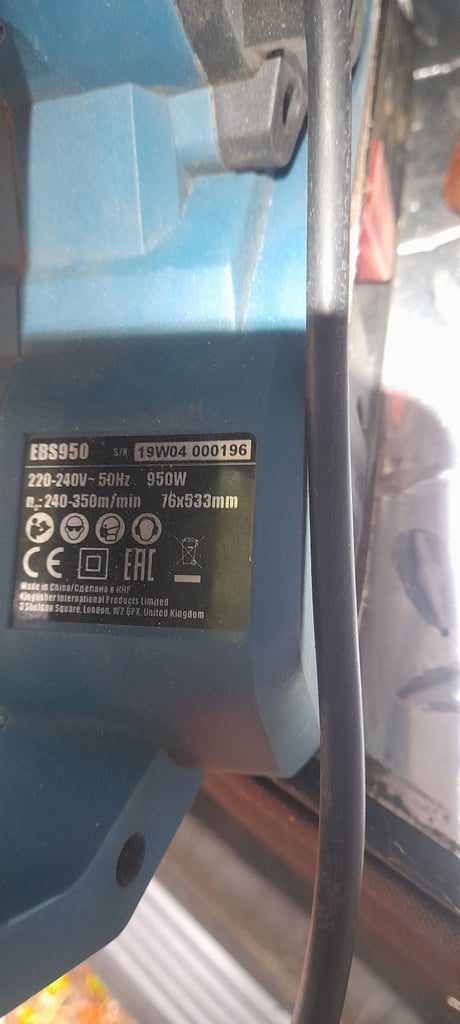 EBS950 S/N: 19W04 000196
220-240V~ 50Hz 950W
n₀:240-350m/min 76x533mm
CE EAC
Made in China/Сделано в КНР
Kingfisher International Products Limited
3 Sheldon Square, London, W2 6PX, United Kingdom